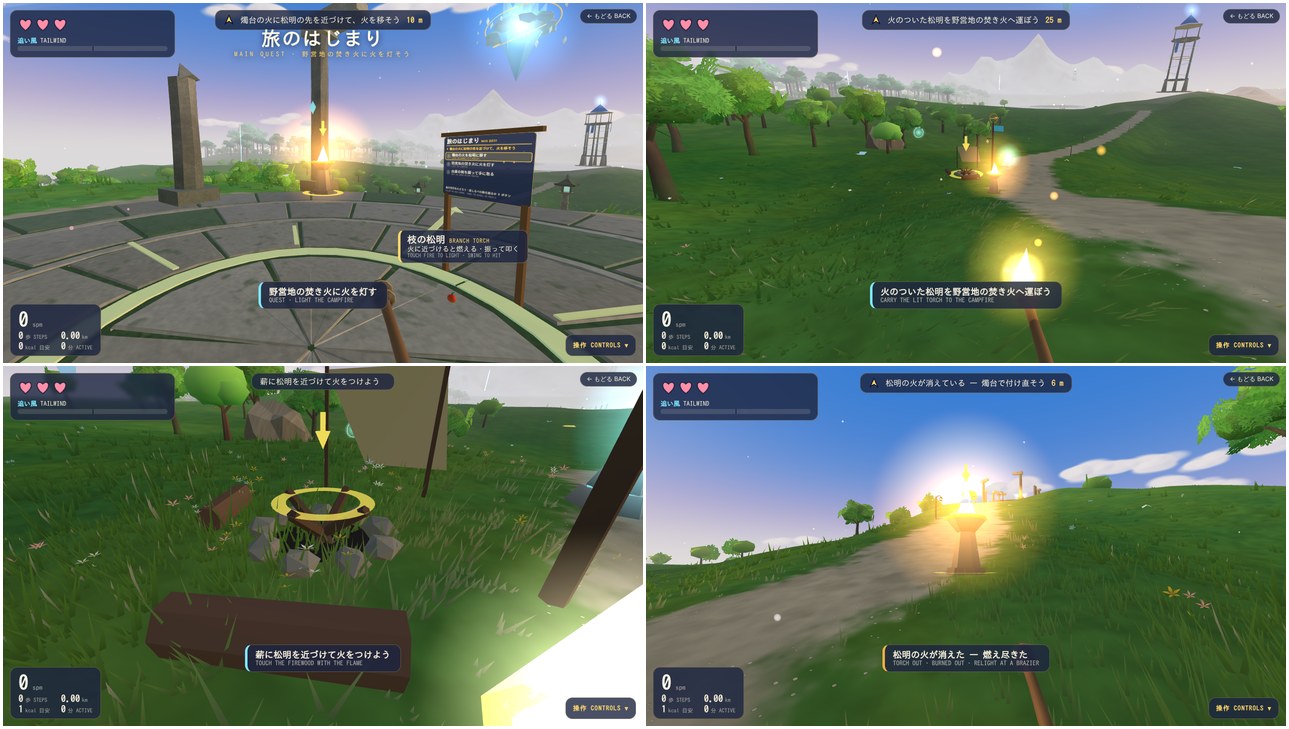 追い風 TAILWIND
燭台の火に松明の先を近づけて、火を移そう 10 m
← もどる BACK
旅のはじまり
MAIN QUEST · 野営地の焚き火に火を灯そう
旅のはじまり
枝の松明 BRANCH TORCH
火に近づけると燃える・振って叩く
TOUCH FIRE TO LIGHT · SWING TO HIT
野営地の焚き火に火を灯す
QUEST · LIGHT THE CAMPFIRE
0 spm
0 歩 STEPS 0.00 km
0 kcal 目安 0 分 ACTIVE
操作 CONTROLS ▾
追い風 TAILWIND
火のついた松明を野営地の焚き火へ運ぼう 25 m
← もどる BACK
火のついた松明を野営地の焚き火へ運ぼう
CARRY THE LIT TORCH TO THE CAMPFIRE
0 spm
0 歩 STEPS 0.00 km
0 kcal 目安 0 分 ACTIVE
操作 CONTROLS ▾
追い風 TAILWIND
薪に松明を近づけて火をつけよう
← もどる BACK
薪に松明を近づけて火をつけよう
TOUCH THE FIREWOOD WITH THE FLAME
0 spm
0 歩 STEPS 0.00 km
1 kcal 目安 0 分 ACTIVE
操作 CONTROLS ▾
追い風 TAILWIND
松明の火が消えている — 燭台で付け直そう 6 m
← もどる BACK
松明の火が消えた — 燃え尽きた
TORCH OUT · BURNED OUT · RELIGHT AT A BRAZIER
0 spm
0 歩 STEPS 0.00 km
1 kcal 目安 0 分 ACTIVE
操作 CONTROLS ▾